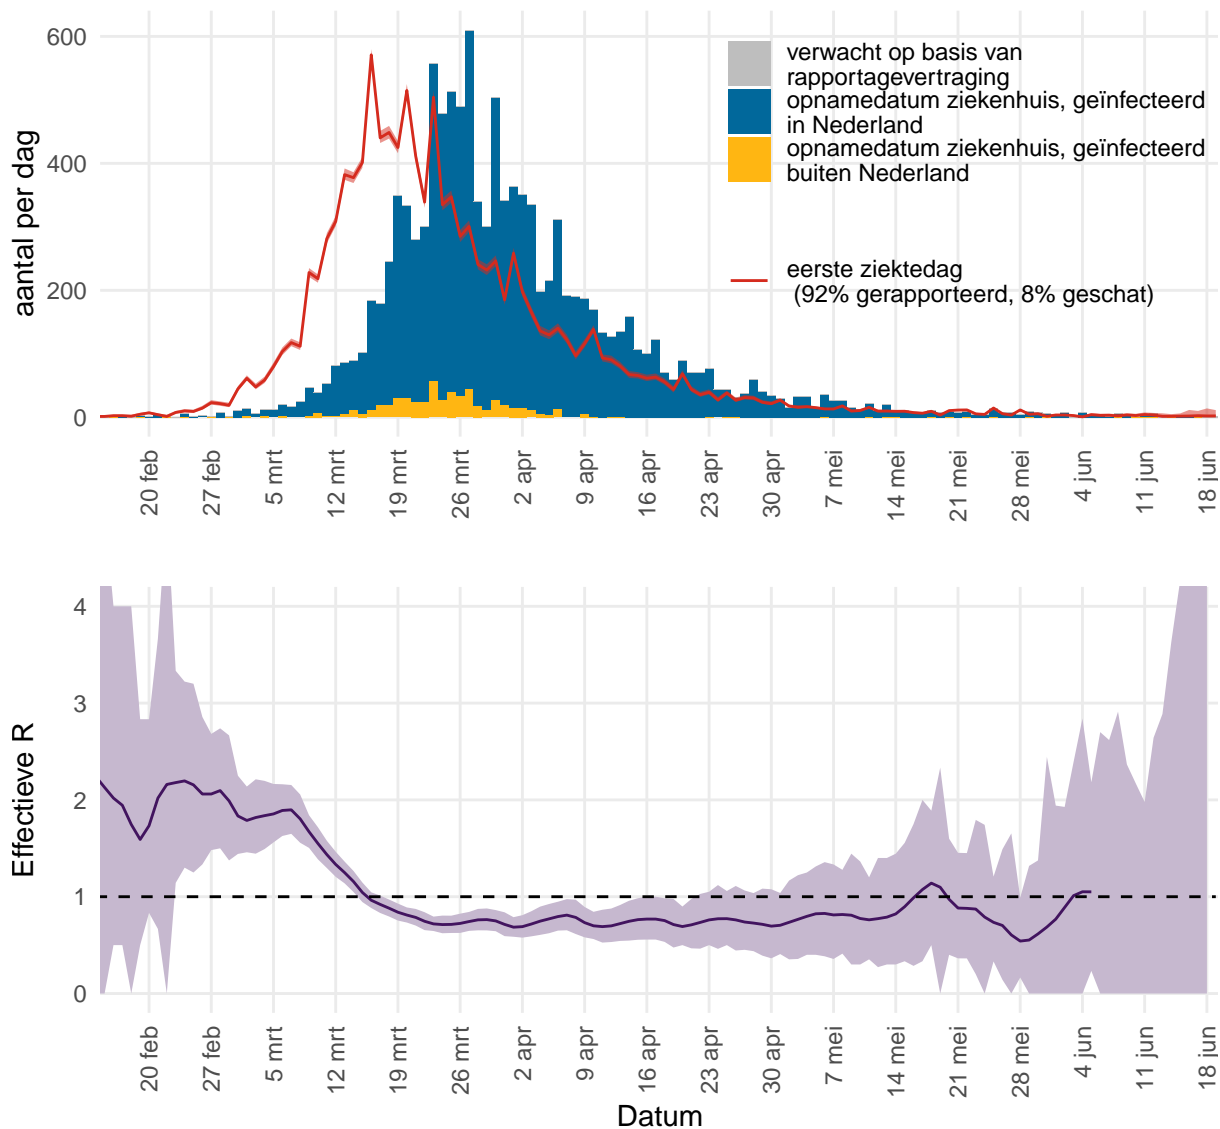 600
400
200
0
aantal per dag
verwacht op basis van
rapportagevertraging
opnamedatum ziekenhuis, geïnfecteerd
in Nederland
opnamedatum ziekenhuis, geïnfecteerd
buiten Nederland
eerste ziektedag
(92% gerapporteerd, 8% geschat)
20 feb
27 feb
5 mrt
12 mrt
19 mrt
26 mrt
2 apr
9 apr
16 apr
23 apr
30 apr
7 mei
14 mei
21 mei
28 mei
4 jun
11 jun
18 jun
4
3
2
1
0
Effectieve R
20 feb
27 feb
5 mrt
12 mrt
19 mrt
26 mrt
2 apr
9 apr
16 apr
23 apr
30 apr
7 mei
14 mei
21 mei
28 mei
4 jun
11 jun
18 jun
Datum